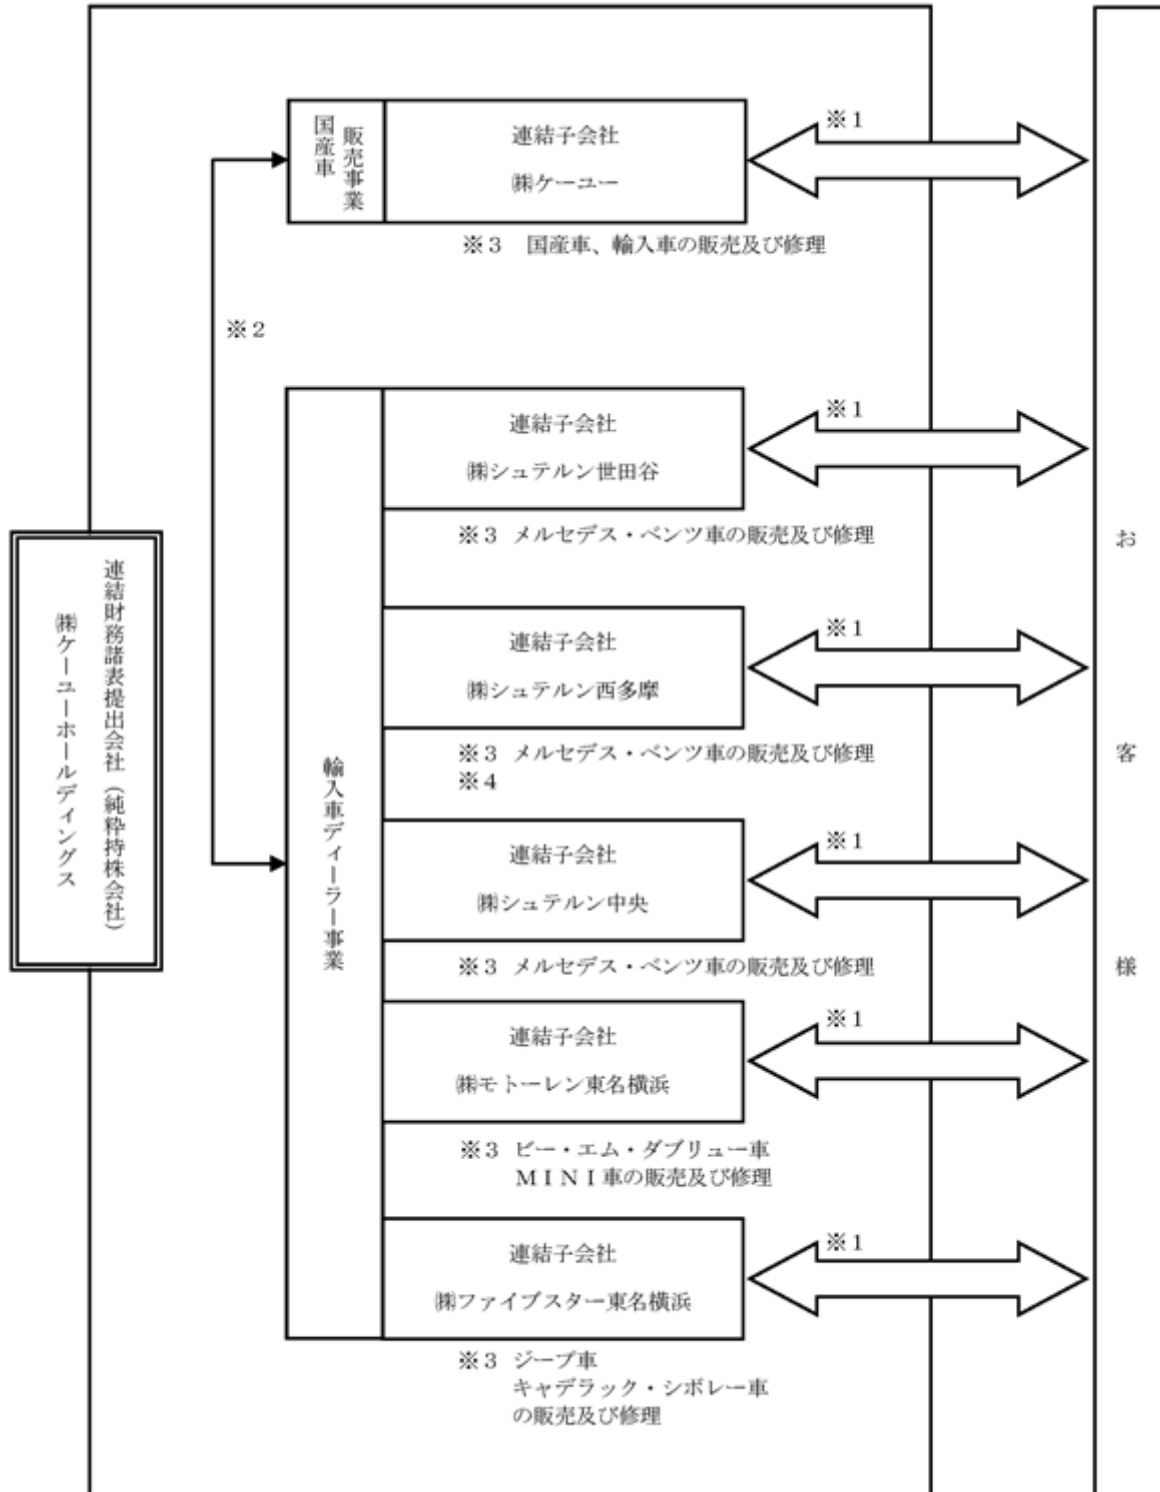 国産車
販売事業
連結子会社
㈱ケーユー
※1
※3 国産車、輸入車の販売及び修理
※2
連結子会社
㈱シュテルン世田谷
※1
※3 メルセデス・ベンツ車の販売及び修理
連結子会社
㈱シュテルン西多摩
※1
※3 メルセデス・ベンツ車の販売及び修理
※4
連結財務諸表提出会社(純粋持株会社)
㈱ケーユーホールディングス
輸入車ディーラー事業
連結子会社
㈱シュテルン中央
※1
※3 メルセデス・ベンツ車の販売及び修理
連結子会社
㈱モトーレン東名横浜
※1
※3 ビー・エム・ダブリュー車
MINI車の販売及び修理
連結子会社
㈱ファイブスター東名横浜
※1
※3 ジープ車
キャデラック・シボレー車
の販売及び修理
お客様